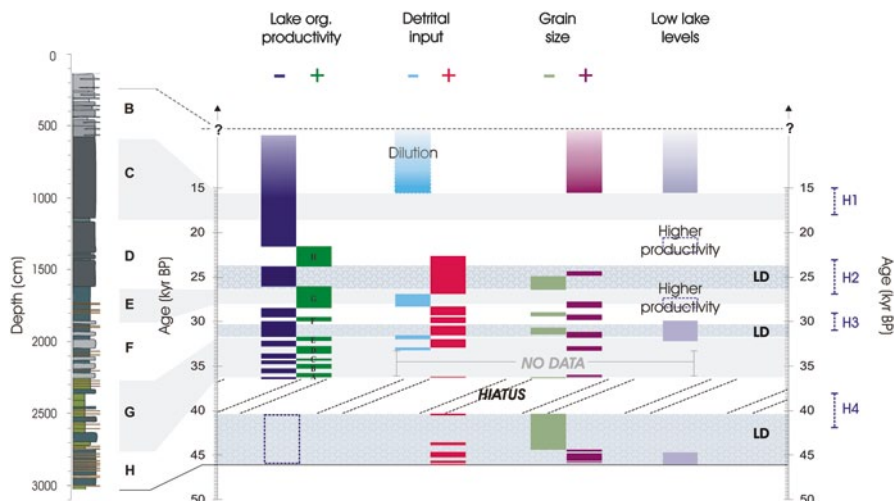 Lake org. productivity
Detrital input
Grain size
Low lake levels
- +
- +
- +
Depth (cm)
0
500
1000
1500
2000
2500
3000
B
C
D
E
F
G
H
Age (kyr BP)
?
15
20
25
30
35
40
45
50
Dilution
Higher productivity
Higher productivity
LD
LD
NO DATA
HIATUS
LD
H
G
F
E
D
C
B
A
?
15
20
25
30
35
40
45
50
Age (kyr BP)
H1
H2
H3
H4